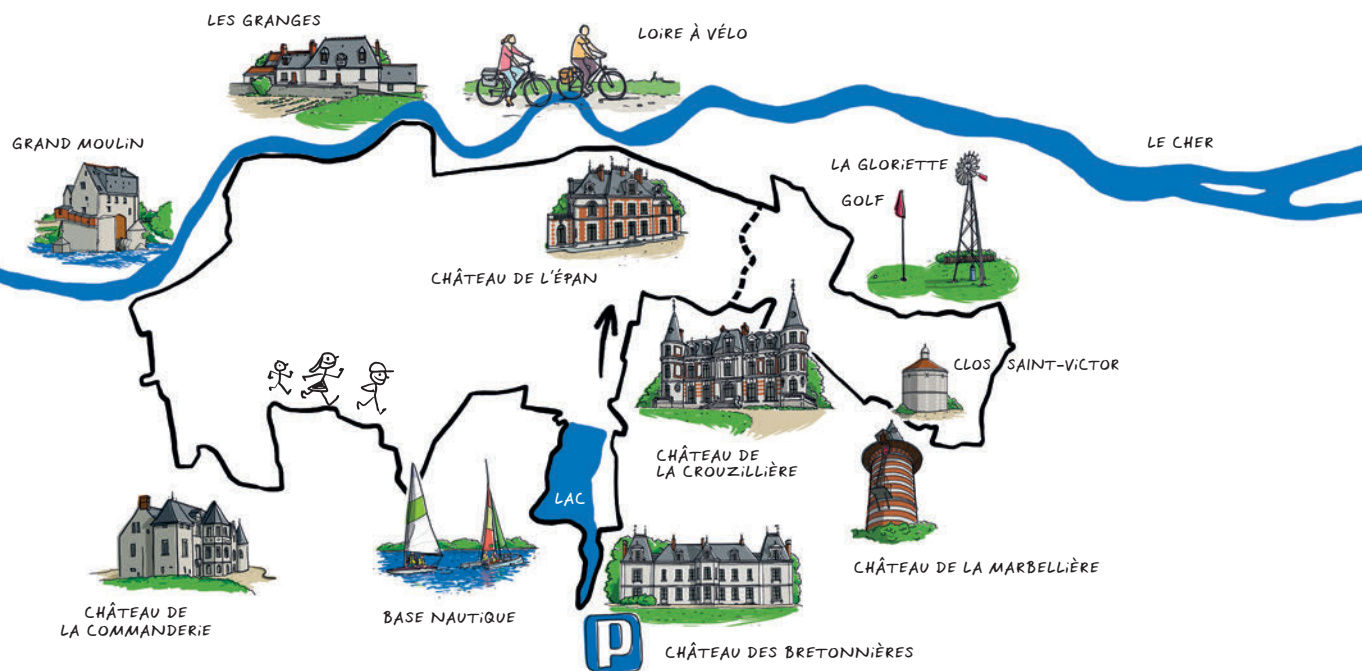 LES GRANGES
LOIRE À VÉLO
GRAND MOULIN
LE CHER
LA GLORIETTE
GOLF
CHÂTEAU DE L'ÉPAN
CLOS SAINT-VICTOR
CHÂTEAU DE
LA CROUZILLIÈRE
LAC
CHÂTEAU DE LA MARBELLIÈRE
CHÂTEAU DE
LA COMMANDERIE
BASE NAUTIQUE
P
CHÂTEAU DES BRETONNIÈRES